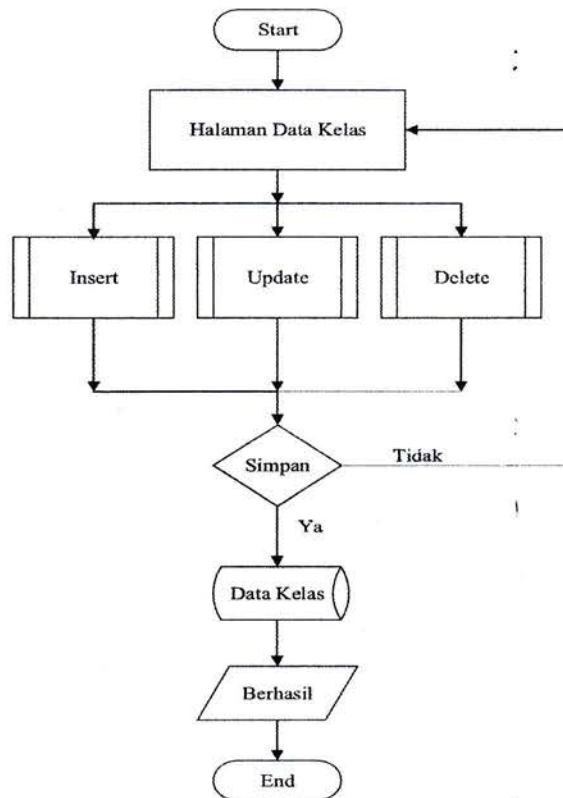 Start
Halaman Data Kelas
Insert
Update
Delete
Simpan
Tidak
Ya
Data Kelas
Berhasil
End